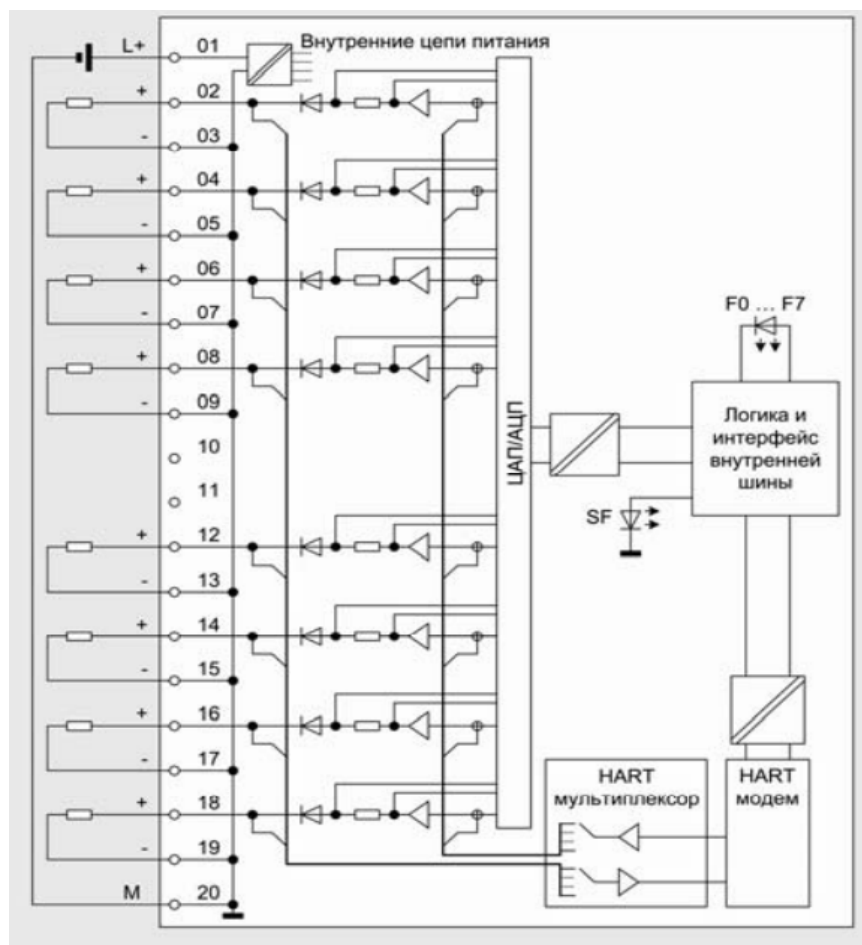 L+ 01 Внутренние цепи питания
+ 02
- 03
+ 04
- 05
+ 06
- 07
+ 08
- 09
10
11
+ 12
- 13
+ 14
- 15
+ 16
- 17
+ 18
- 19
M 20
ЦАП/АЦП
F0 ... F7
Логика и
интерфейс
внутренней
шины
SF
HART
мультиплексор
HART
модем